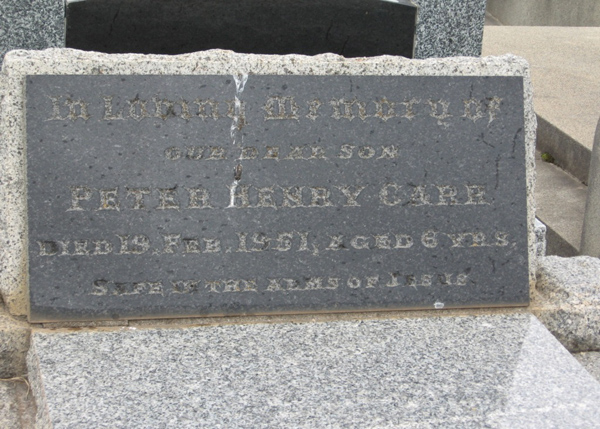 In Loving Memory of
OUR DEAR SON
PETER HENRY CARR
DIED 19, FEB. 1951, AGED 6 YRS.
SAFE IN THE ARMS OF JESUS